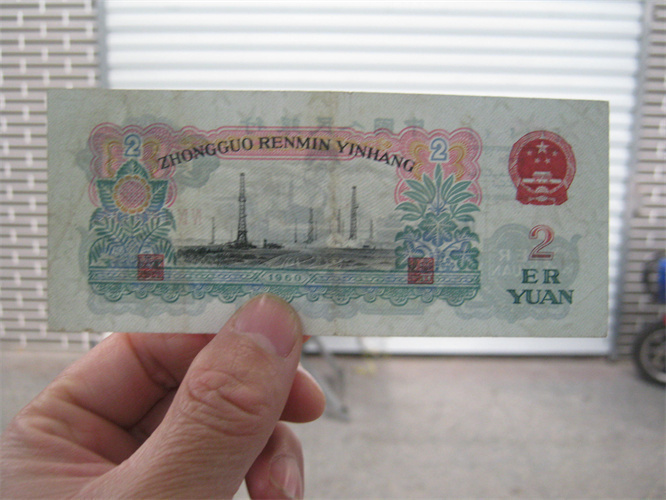 2
2
ZHONGGUO RENMIN YINHANG
2
ER
YUAN
1960